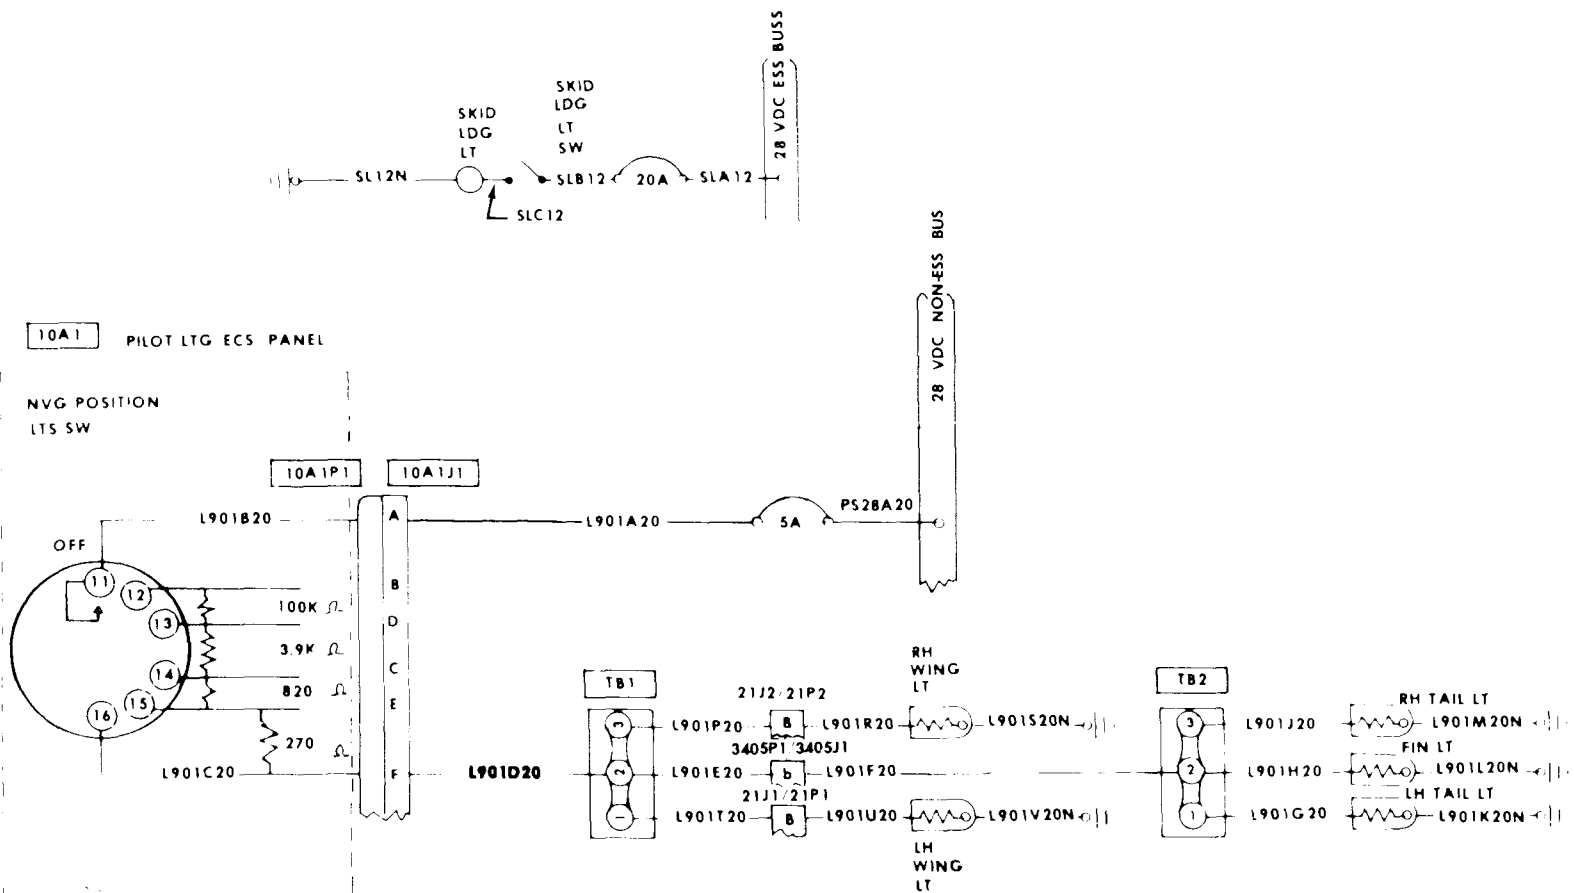 28 VDC ESS BUSS
SKID
LDG
LT
SW
SKID
LDG
LT
SL12N
SLB12
20A
SLA12
SLC12
28 VDC NON-ESS BUS
10A1
PILOT LTG ECS PANEL
NVG POSITION
LTS SW
10A1P1
10A1J1
L901B20
A
L901A20
5A
PS28A20
OFF
11
12
B
100K Ω
13
D
3.9K Ω
14
C
820 Ω
15
E
16
270 Ω
L901C20
F
L901D20
TB1
RH
WING
LT
TB2
21J2/21P2
RH TAIL LT
3
L901P20
B
L901R20
L901S20N
3
L901J20
L901M20N
3405P1/3405J1
FIN LT
2
L901E20
b
L901F20
2
L901H20
L901L20N
21J1/21P1
LH TAIL LT
1
L901T20
B
L901U20
L901V20N
1
L901G20
L901K20N
LH
WING
LT